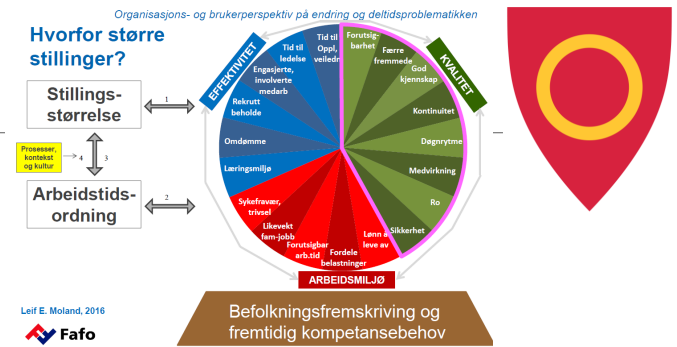 Organisasjons- og brukerperspektiv på endring og deltidsproblematikken
Hvorfor større
stillinger?
Stillings-
størrelse
1
Prosesser,
kontekst
og kultur
4
3
Arbeidstids-
ordning
2
EFFEKTIVITET
KVALITET
ARBEIDSMILJØ
Tid til
Oppl,
veiledn
Tid til
ledelse
Engasjerte,
involverte
medarb
Rekrutt
beholde
Omdømme
Læringsmiljø
Forutsig-
barhet
Færre
fremmede
God
kjennskap
Kontinuitet
Døgnrytme
Medvirkning
Ro
Sikkerhet
Sykefravær,
trivsel
Likevekt
fam-jobb
Forutsigbar
arb.tid
Fordele
belastninger
Lønn å
leve av
Befolkningsfremskriving og
fremtidig kompetansebehov
Leif E. Moland, 2016
Fafo